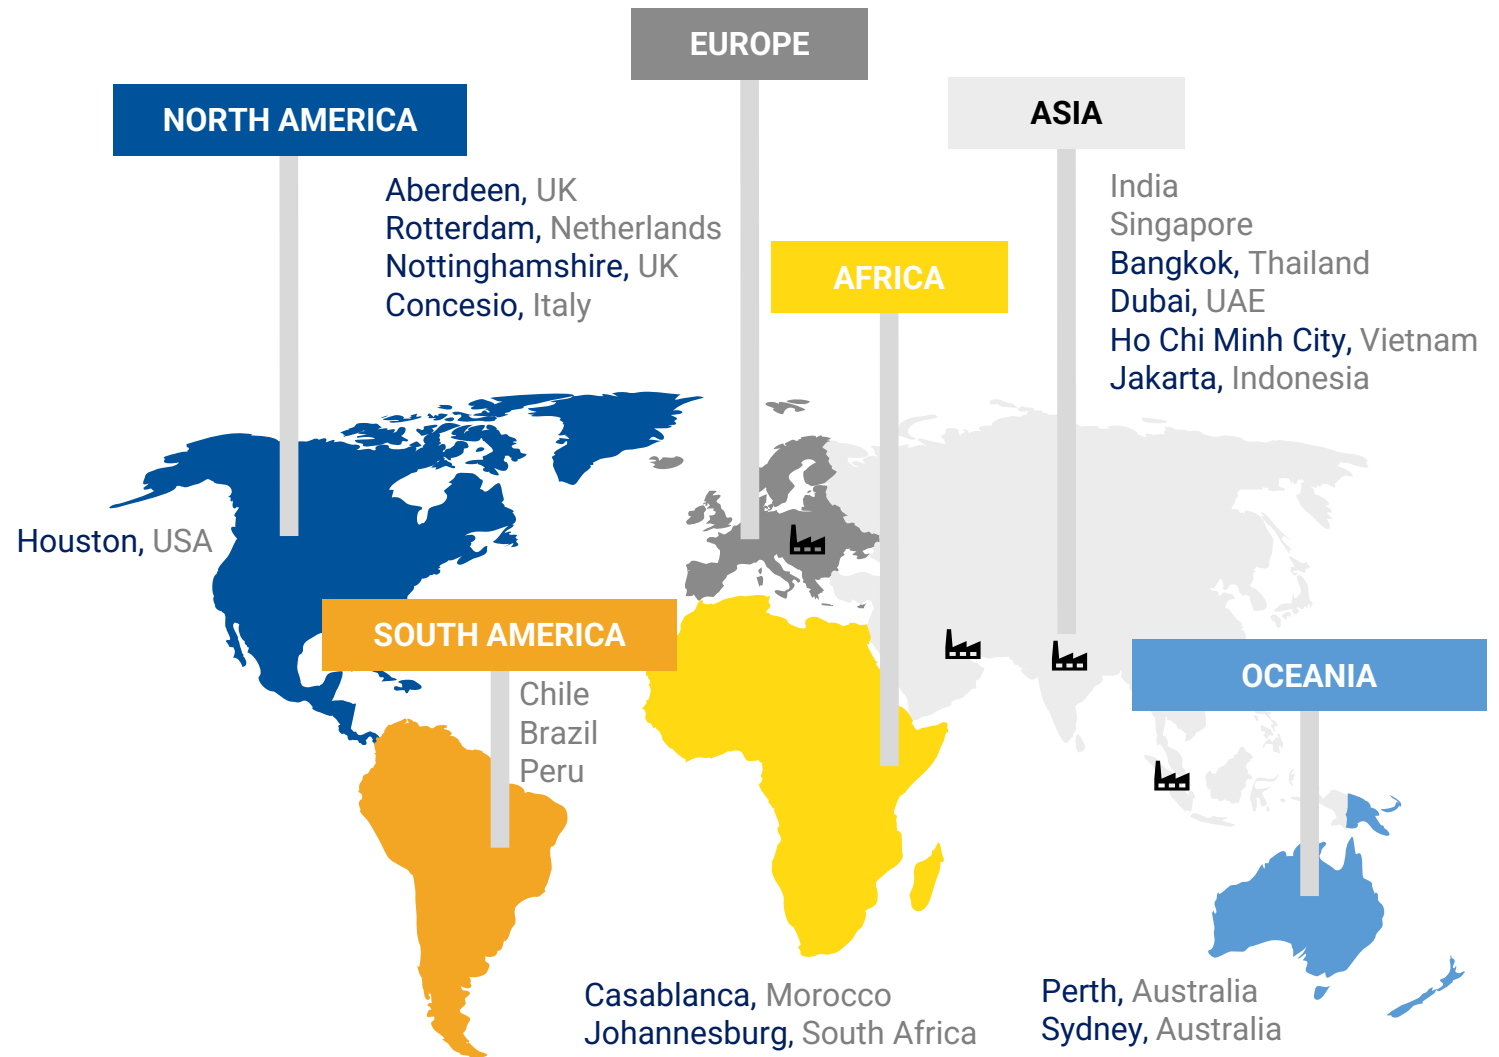 EUROPE
NORTH AMERICA
ASIA
Aberdeen, UK
Rotterdam, Netherlands
Nottinghamshire, UK
Concesio, Italy
India
Singapore
Bangkok, Thailand
Dubai, UAE
Ho Chi Minh City, Vietnam
Jakarta, Indonesia
AFRICA
Houston, USA
SOUTH AMERICA
Chile
Brazil
Peru
OCEANIA
Casablanca, Morocco
Johannesburg, South Africa
Perth, Australia
Sydney, Australia